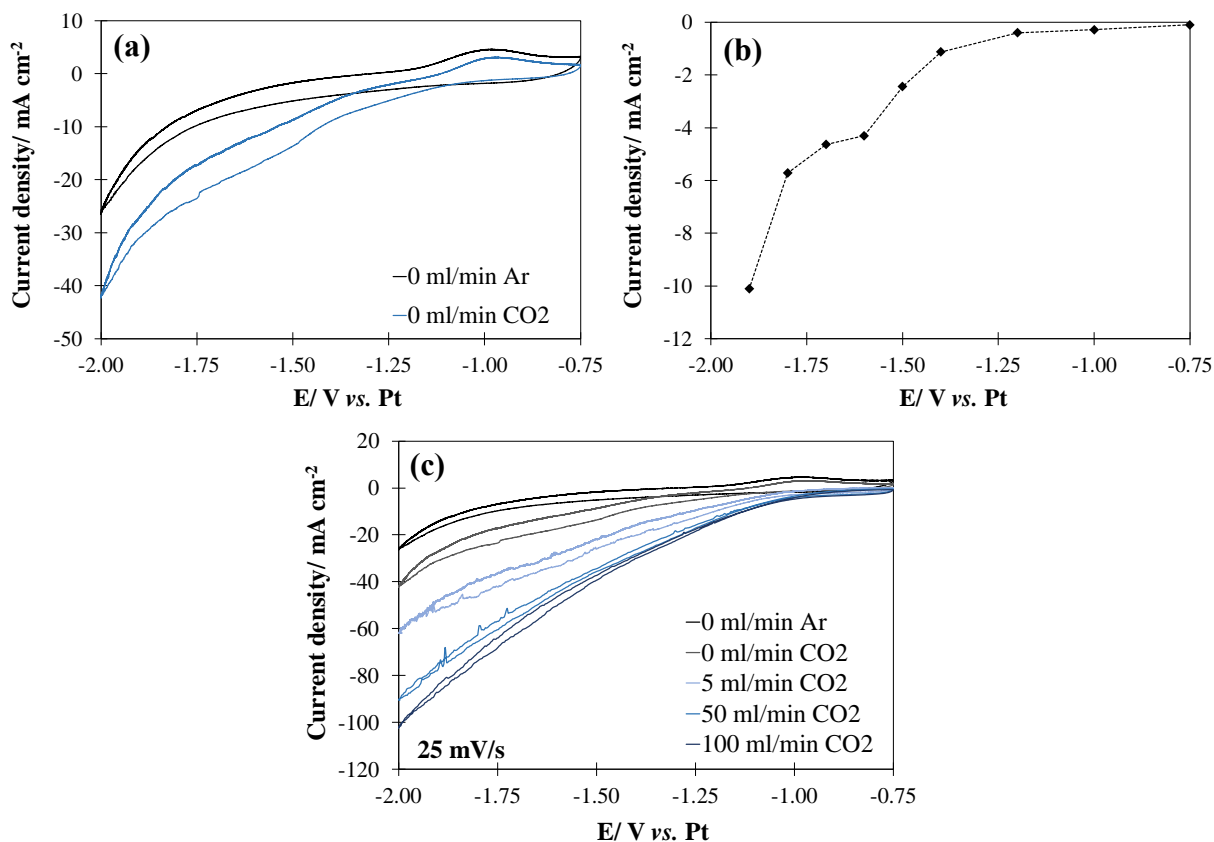 (a)
10
0
-10
-20
-30
-40
-50
Current density/ mA cm-2
0 ml/min Ar
0 ml/min CO2
-2.00 -1.75 -1.50 -1.25 -1.00 -0.75
E/ V vs. Pt
(b)
0
-2
-4
-6
-8
-10
-12
Current density/ mA cm-2
-2.00 -1.75 -1.50 -1.25 -1.00 -0.75
E/ V vs. Pt
(c)
20
0
-20
-40
-60
-80
-100
-120
Current density/ mA cm-2
0 ml/min Ar
0 ml/min CO2
5 ml/min CO2
50 ml/min CO2
100 ml/min CO2
25 mV/s
-2.00 -1.75 -1.50 -1.25 -1.00 -0.75
E/ V vs. Pt